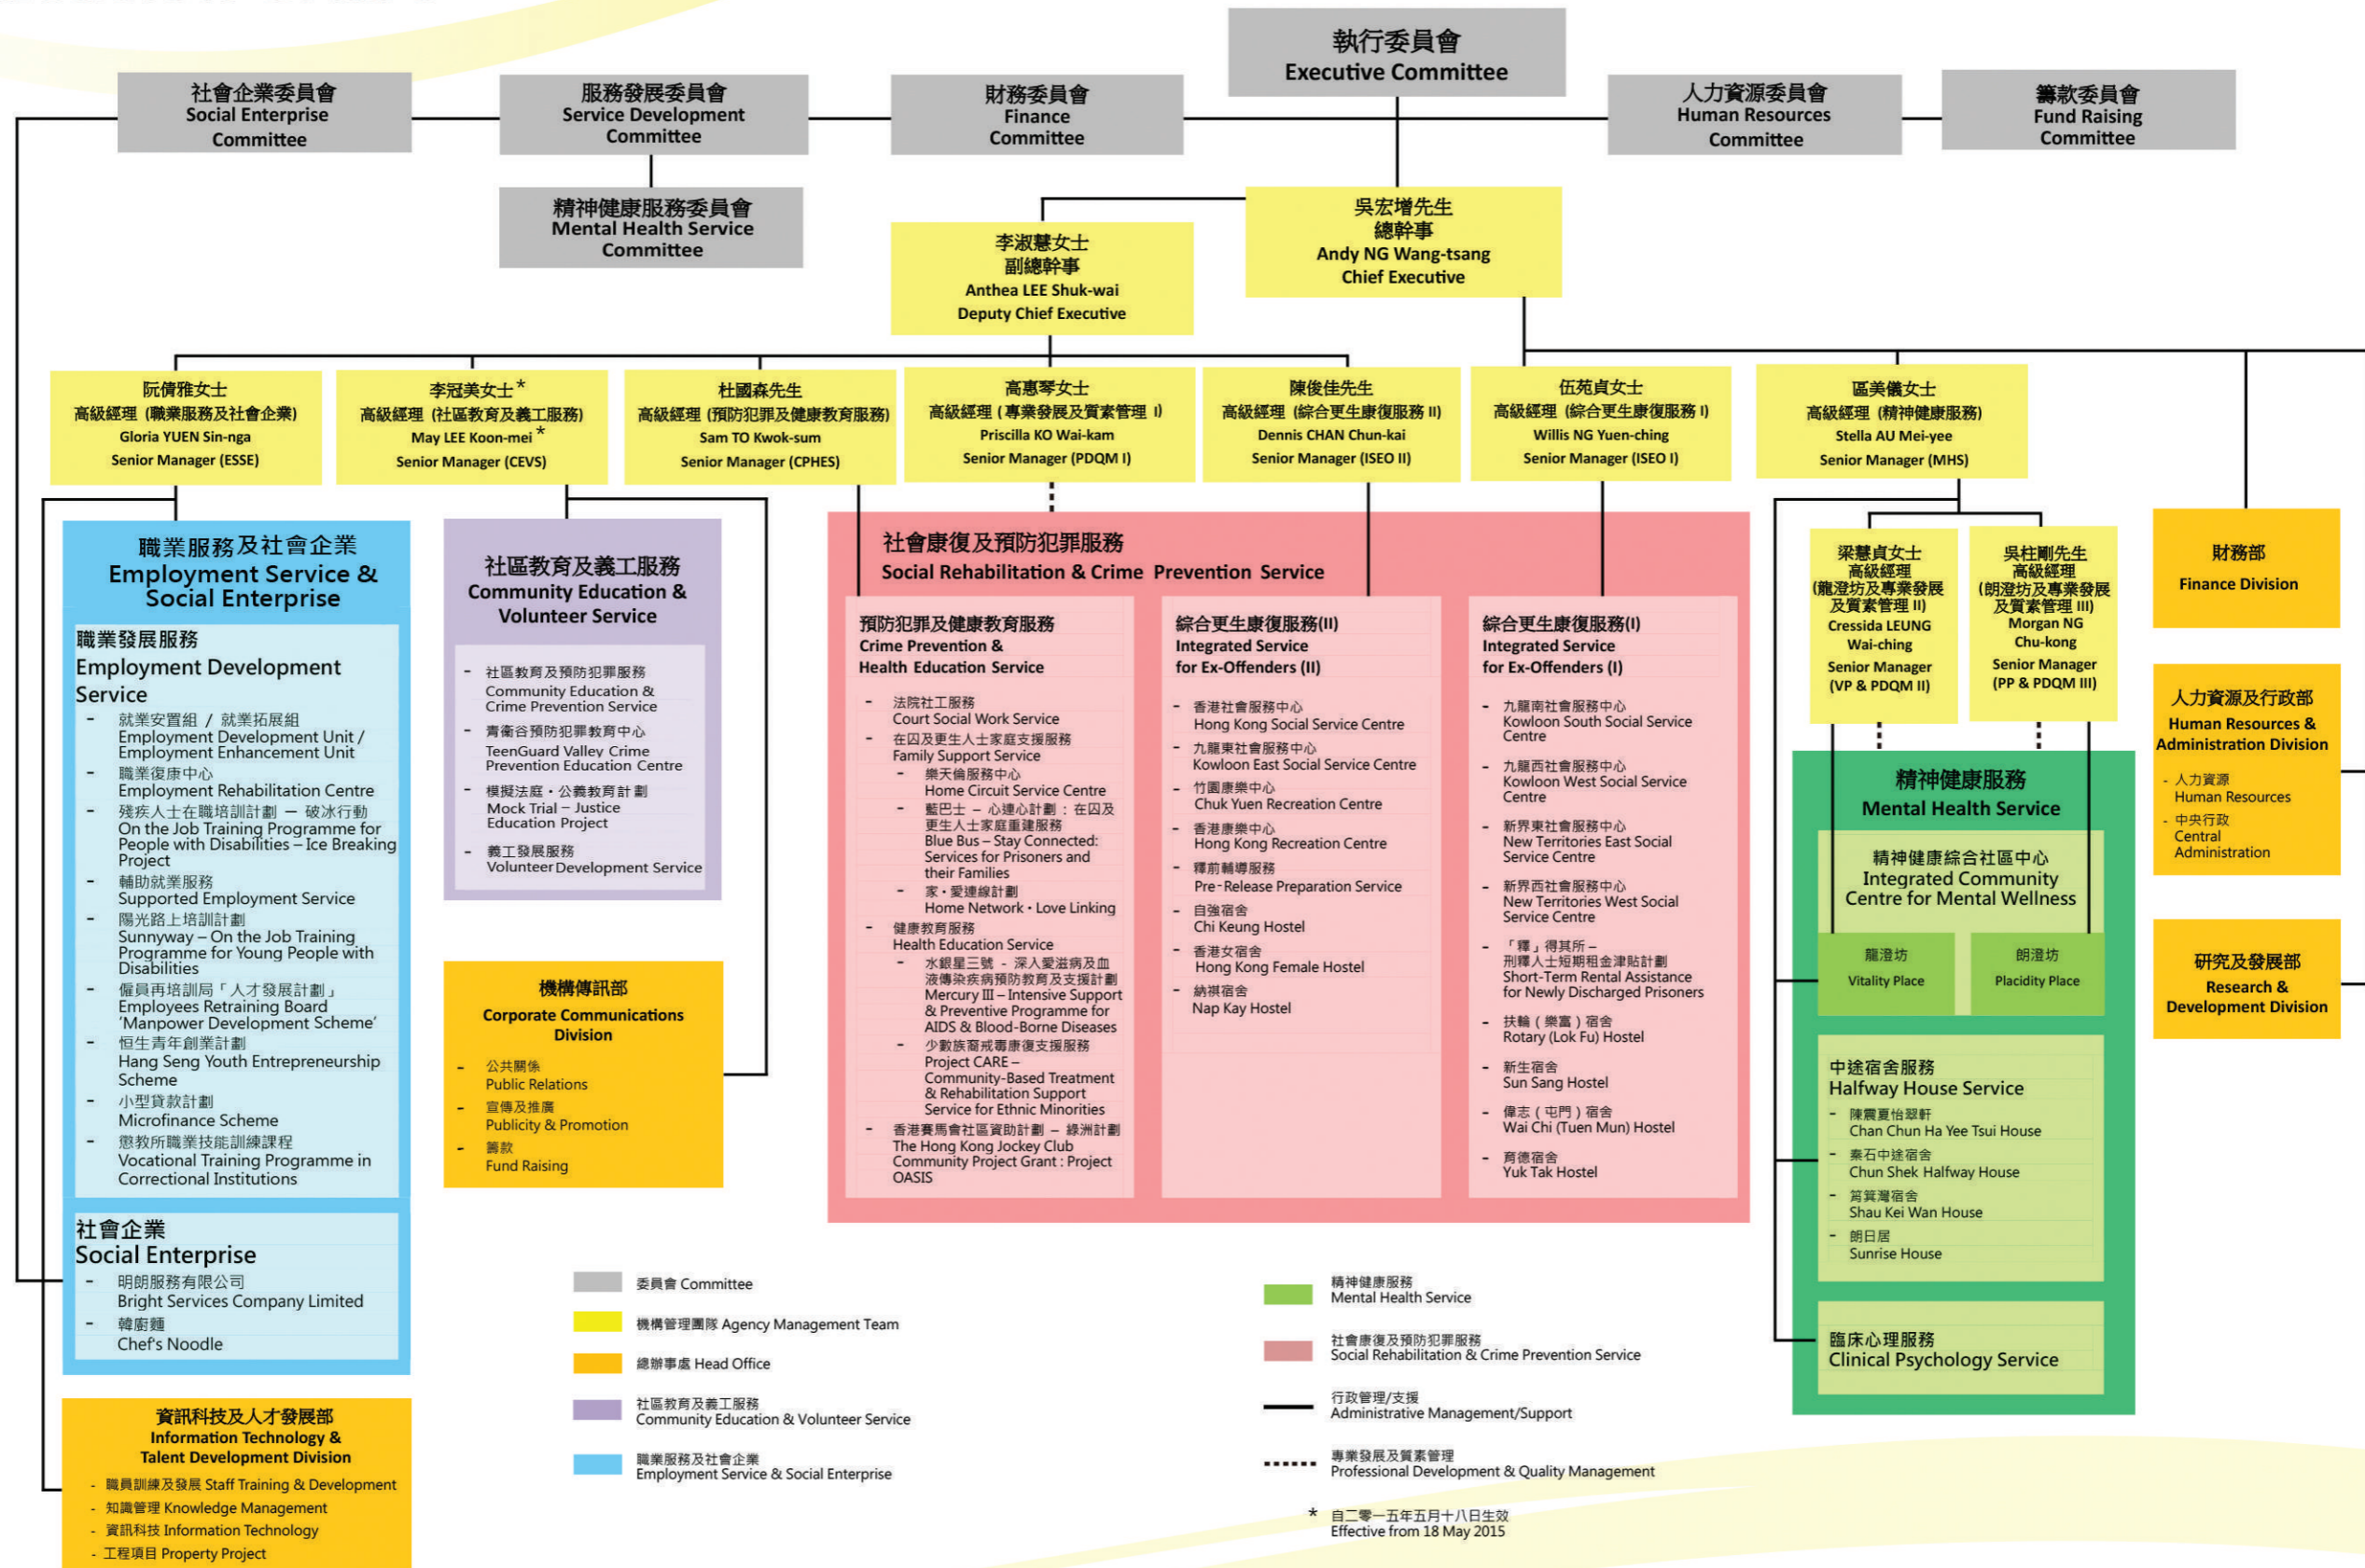 執行委員會
Executive Committee
社會企業委員會
Social Enterprise
Committee
服務發展委員會
Service Development
Committee
財務委員會
Finance
Committee
人力資源委員會
Human Resources
Committee
籌款委員會
Fund Raising
Committee
精神健康服務委員會
Mental Health Service
Committee
吳宏增先生
總幹事
Andy NG Wang-tsang
Chief Executive
李淑慧女士
副總幹事
Anthea LEE Shuk-wai
Deputy Chief Executive
阮倩雅女士
高級經理 (職業服務及社會企業)
Gloria YUEN Sin-nga
Senior Manager (ESSE)
李冠美女士*
高級經理 (社區教育及義工服務)
May LEE Koon-mei*
Senior Manager (CEVS)
杜國森先生
高級經理 (預防犯罪及健康教育服務)
Sam TO Kwok-sum
Senior Manager (CPHES)
高惠琴女士
高級經理 (專業發展及質素管理 I)
Priscilla KO Wai-kam
Senior Manager (PDQM I)
陳俊佳先生
高級經理 (綜合更生康復服務 II)
Dennis CHAN Chun-kai
Senior Manager (ISEO II)
伍苑貞女士
高級經理 (綜合更生康復服務 I)
Willis NG Yuen-ching
Senior Manager (ISEO I)
區美儀女士
高級經理 (精神健康服務)
Stella AU Mei-yee
Senior Manager (MHS)
職業服務及社會企業
Employment Service &
Social Enterprise
職業發展服務
Employment Development
Service
- 就業安置組 / 就業拓展組
Employment Development Unit /
Employment Enhancement Unit
- 職業復康中心
Employment Rehabilitation Centre
- 殘疾人士在職培訓計劃 – 破冰行動
On the Job Training Programme for
People with Disabilities – Ice Breaking
Project
- 輔助就業服務
Supported Employment Service
- 陽光路上培訓計劃
Sunnyway – On the Job Training
Programme for Young People with
Disabilities
- 僱員再培訓局「人才發展計劃」
Employees Retraining Board
‘Manpower Development Scheme’
- 恒生青年創業計劃
Hang Seng Youth Entrepreneurship
Scheme
- 小型貸款計劃
Microfinance Scheme
- 懲教所職業技能訓練課程
Vocational Training Programme in
Correctional Institutions
社會企業
Social Enterprise
- 明朗服務有限公司
Bright Services Company Limited
- 韓廚麵
Chef's Noodle
資訊科技及人才發展部
Information Technology &
Talent Development Division
- 職員訓練及發展 Staff Training & Development
- 知識管理 Knowledge Management
- 資訊科技 Information Technology
- 工程項目 Property Project
社區教育及義工服務
Community Education &
Volunteer Service
- 社區教育及預防犯罪服務
Community Education &
Crime Prevention Service
- 青衞谷預防犯罪教育中心
TeenGuard Valley Crime
Prevention Education Centre
- 模擬法庭・公義教育計劃
Mock Trial – Justice
Education Project
- 義工發展服務
Volunteer Development Service
機構傳訊部
Corporate Communications
Division
- 公共關係
Public Relations
- 宣傳及推廣
Publicity & Promotion
- 籌款
Fund Raising
社會康復及預防犯罪服務
Social Rehabilitation & Crime Prevention Service
預防犯罪及健康教育服務
Crime Prevention &
Health Education Service
- 法院社工服務
Court Social Work Service
- 在囚及更生人士家庭支援服務
Family Support Service
- 樂天倫服務中心
Home Circuit Service Centre
- 藍巴士 – 心連心計劃：在囚及
更生人士家庭重建服務
Blue Bus – Stay Connected:
Services for Prisoners and
their Families
- 家・愛連線計劃
Home Network・Love Linking
- 健康教育服務
Health Education Service
- 水銀星三號 - 深入愛滋病及血
液傳染疾病預防教育及支援計劃
Mercury III – Intensive Support
& Preventive Programme for
AIDS & Blood-Borne Diseases
- 少數族裔戒毒康復支援服務
Project CARE –
Community-Based Treatment
& Rehabilitation Support
Service for Ethnic Minorities
- 香港賽馬會社區資助計劃 – 綠洲計劃
The Hong Kong Jockey Club
Community Project Grant : Project
OASIS
綜合更生康復服務(II)
Integrated Service
for Ex-Offenders (II)
- 香港社會服務中心
Hong Kong Social Service Centre
- 九龍東社會服務中心
Kowloon East Social Service Centre
- 竹園康樂中心
Chuk Yuen Recreation Centre
- 香港康樂中心
Hong Kong Recreation Centre
- 釋前輔導服務
Pre-Release Preparation Service
- 自強宿舍
Chi Keung Hostel
- 香港女宿舍
Hong Kong Female Hostel
- 納祺宿舍
Nap Kay Hostel
綜合更生康復服務(I)
Integrated Service
for Ex-Offenders (I)
- 九龍南社會服務中心
Kowloon South Social Service
Centre
- 九龍西社會服務中心
Kowloon West Social Service
Centre
- 新界東社會服務中心
New Territories East Social
Service Centre
- 新界西社會服務中心
New Territories West Social
Service Centre
- 「釋」得其所 –
刑釋人士短期租金津貼計劃
Short-Term Rental Assistance
for Newly Discharged Prisoners
- 扶輪（樂富）宿舍
Rotary (Lok Fu) Hostel
- 新生宿舍
Sun Sang Hostel
- 偉志（屯門）宿舍
Wai Chi (Tuen Mun) Hostel
- 育德宿舍
Yuk Tak Hostel
梁慧貞女士
高級經理
(龍澄坊及專業發展
及質素管理 II)
Cressida LEUNG
Wai-ching
Senior Manager
(VP & PDQM II)
吳柱剛先生
高級經理
(朗澄坊及專業發展
及質素管理 III)
Morgan NG
Chu-kong
Senior Manager
(PP & PDQM III)
精神健康服務
Mental Health Service
精神健康綜合社區中心
Integrated Community
Centre for Mental Wellness
龍澄坊
Vitality Place
朗澄坊
Placidity Place
中途宿舍服務
Halfway House Service
- 陳震夏怡翠軒
Chan Chun Ha Yee Tsui House
- 秦石中途宿舍
Chun Shek Halfway House
- 筲箕灣宿舍
Shau Kei Wan House
- 朗日居
Sunrise House
臨床心理服務
Clinical Psychology Service
財務部
Finance Division
人力資源及行政部
Human Resources &
Administration Division
- 人力資源
Human Resources
- 中央行政
Central
Administration
研究及發展部
Research &
Development Division
委員會 Committee
機構管理團隊 Agency Management Team
總辦事處 Head Office
社區教育及義工服務
Community Education & Volunteer Service
職業服務及社會企業
Employment Service & Social Enterprise
精神健康服務
Mental Health Service
社會康復及預防犯罪服務
Social Rehabilitation & Crime Prevention Service
行政管理/支援
Administrative Management/Support
專業發展及質素管理
Professional Development & Quality Management
* 自二零一五年五月十八日生效
Effective from 18 May 2015